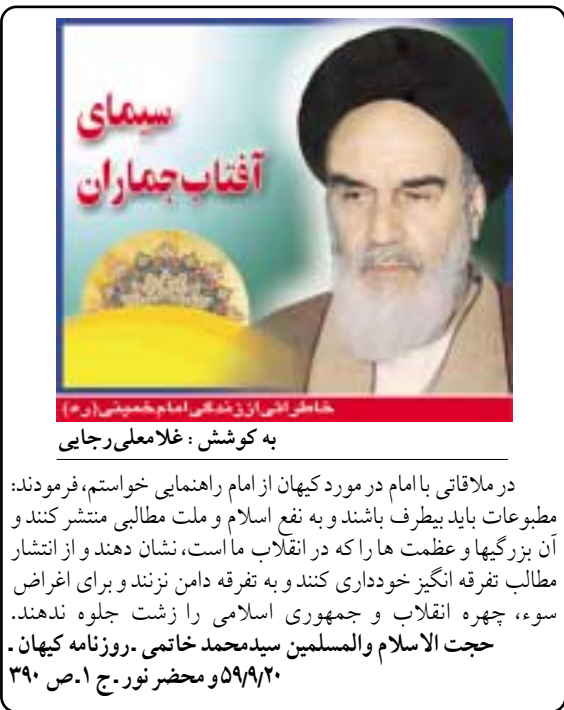 سیمای
آفتاب‌جماران
خاطراتی از زندگی امام خمینی (ره)
به کوشش : غلامعلی رجایی
در ملاقاتی با امام در مورد کیهان از امام راهنمایی خواستم، فرمودند:
مطبوعات باید بیطرف باشند و به نفع اسلام و ملت مطالبی منتشر کنند و
آن بزرگیها و عظمت ها را که در انقلاب ما است، نشان دهند و از انتشار
مطالب تفرقه انگیز خودداری کنند و به تفرقه دامن نزنند و برای اغراض
سوء، چهره انقلاب و جمهوری اسلامی را زشت جلوه ندهند.
حجت الاسلام والمسلمین سیدمحمد خاتمی ـ روزنامه کیهان ـ
۵۹/۹/۲۰ و محضر نور ـ ج ۱ـ ص ۳۹۰